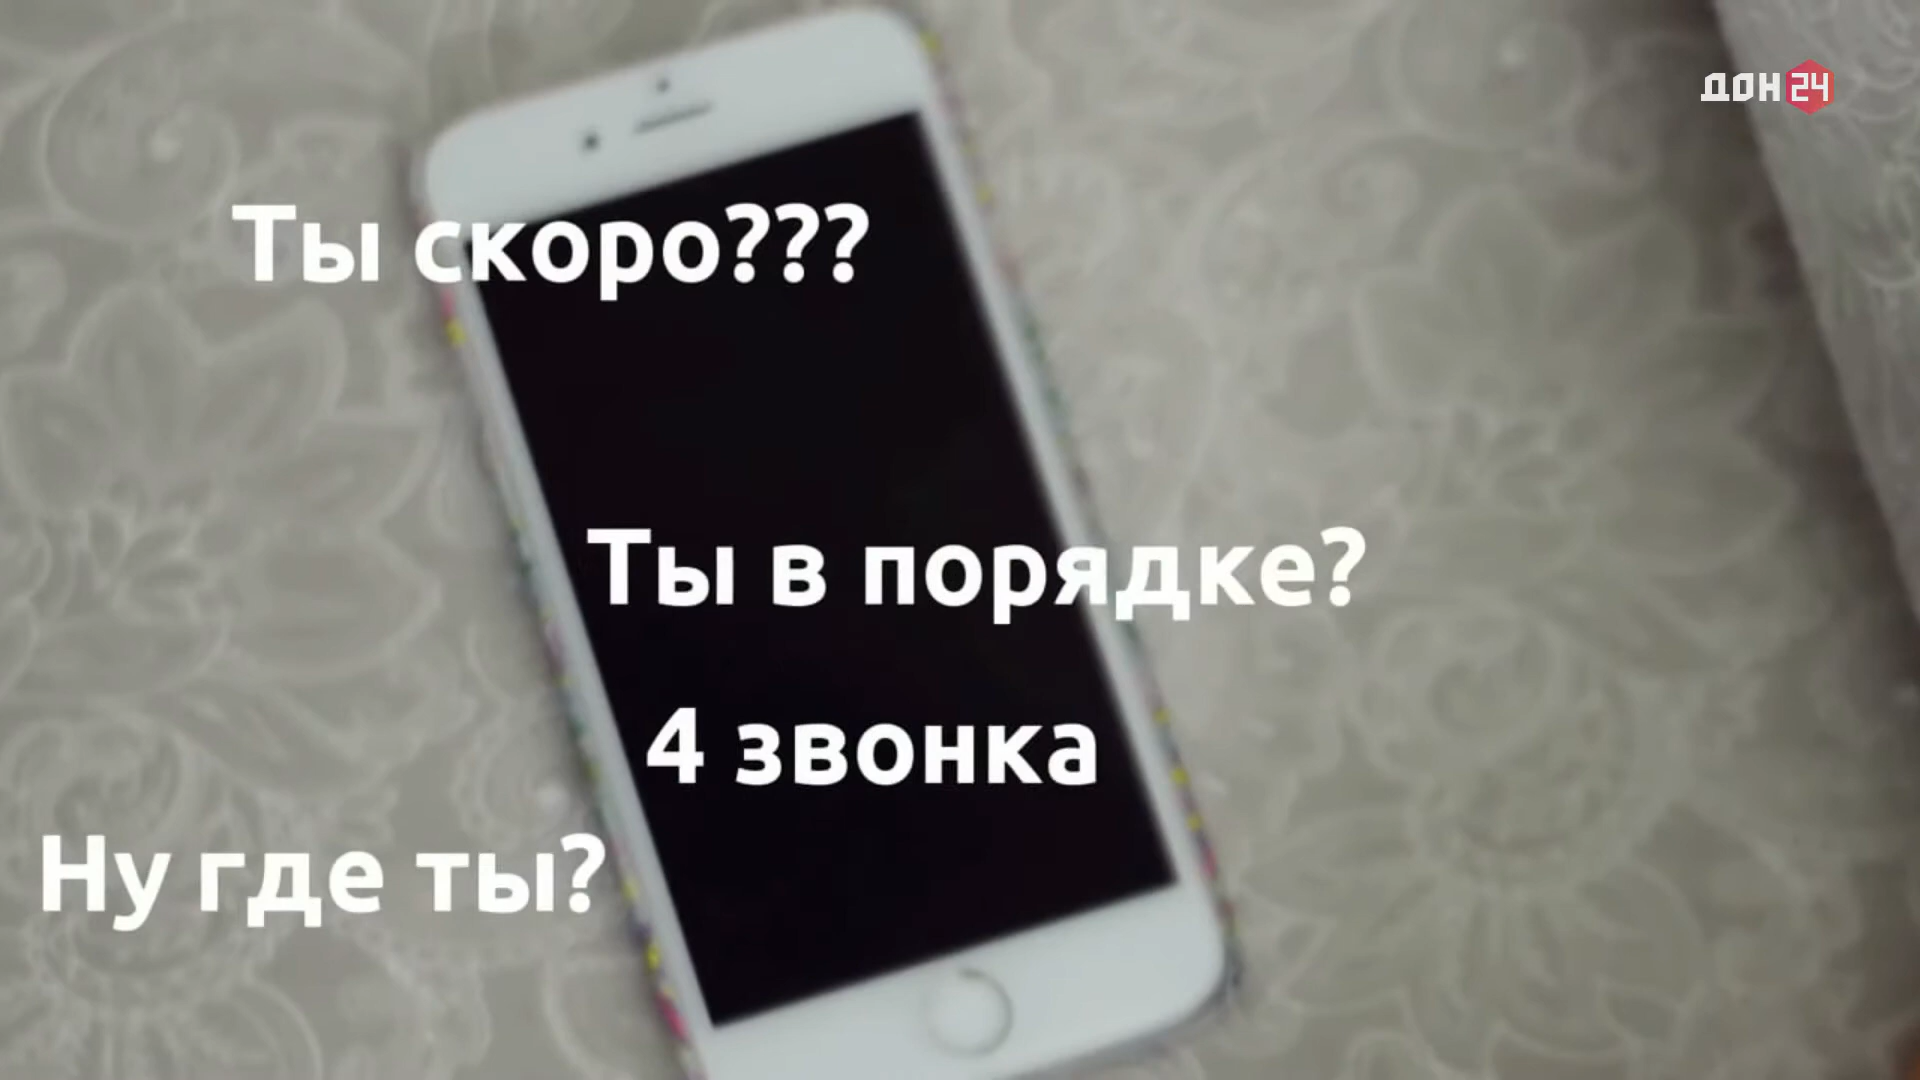 ДОН24
Ты скоро???
Ты в порядке?
4 звонка
Ну где ты?